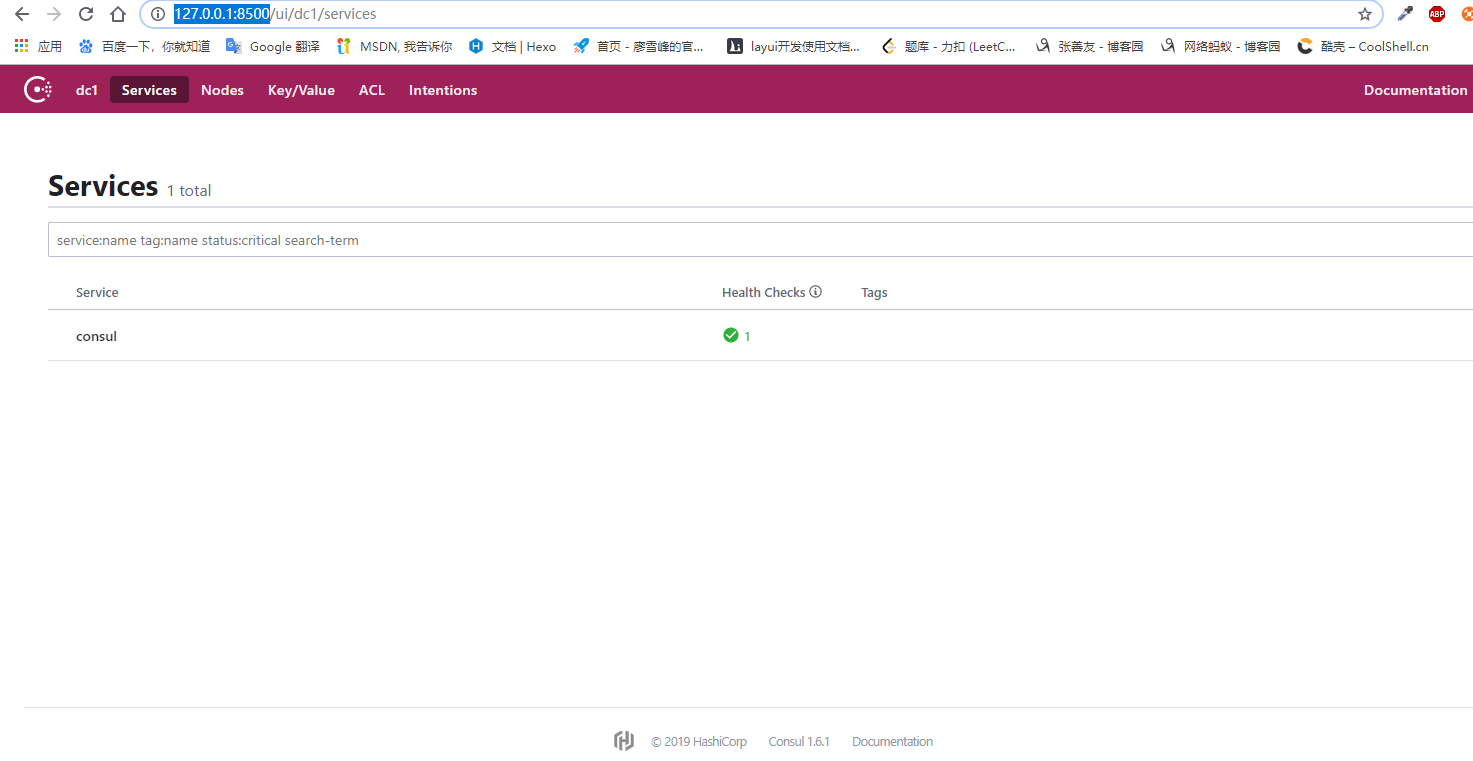 127.0.0.1:8500/ui/dc1/services
ABP
应用 百度一下，你就知道 Google 翻译 MSDN, 我告诉你 文档 | Hexo 首页 - 廖雪峰的官... layui开发使用文档... 题库 - 力扣 (LeetC... 张善友 - 博客园 网络蚂蚁 - 博客园 酷壳 – CoolShell.cn
dc1 Services Nodes Key/Value ACL Intentions Documentation
Services 1 total
service:name tag:name status:critical search-term
Service Health Checks Tags
consul 1
© 2019 HashiCorp Consul 1.6.1 Documentation